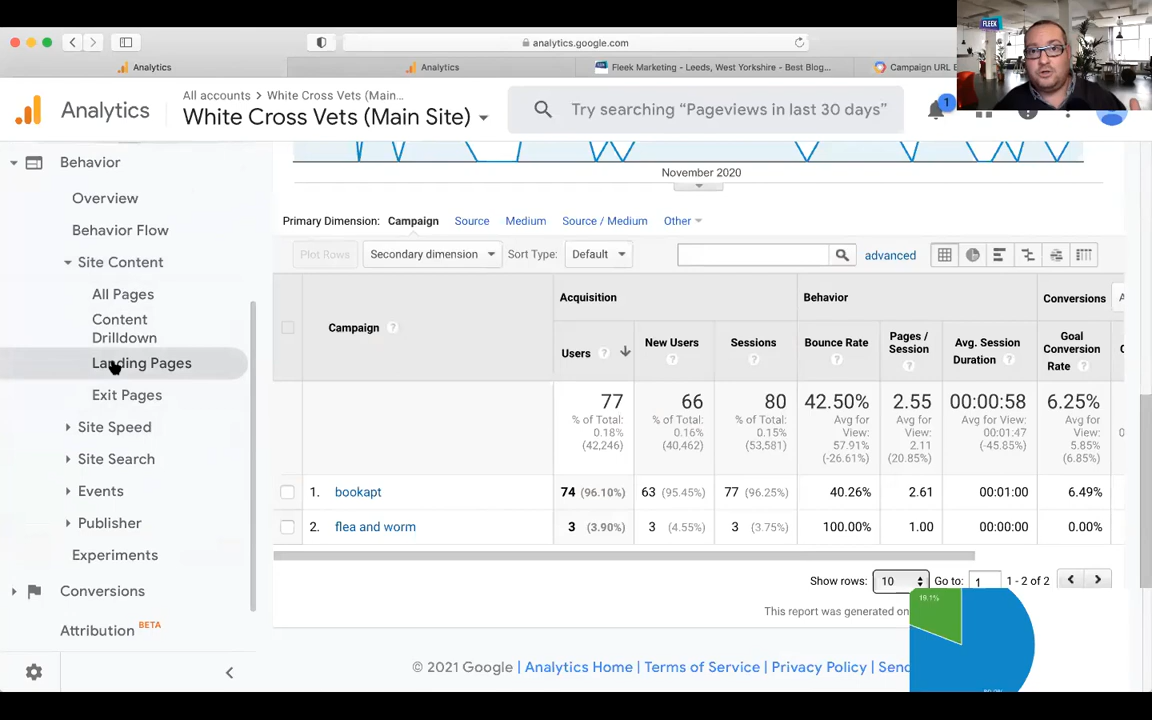 analytics.google.com
FLEEK
Analytics
Analytics
Fleek Marketing - Leeds, West Yorkshire - Best Blog...
Campaign URL B
Analytics
All accounts > White Cross Vets (Main...
White Cross Vets (Main Site)
Try searching “Pageviews in last 30 days”
1
Behavior
Overview
Behavior Flow
Site Content
All Pages
Content
Drilldown
Landing Pages
Exit Pages
Site Speed
Site Search
Events
Publisher
Experiments
Conversions
Attribution BETA
November 2020
Primary Dimension: Campaign Source Medium Source / Medium Other
Plot Rows Secondary dimension Sort Type: Default advanced
Campaign ?
Acquisition Behavior Conversions
Users ? New Users ? Sessions ? Bounce Rate ? Pages / Session ? Avg. Session Duration ? Goal Conversion Rate ?
77 66 80 42.50% 2.55 00:00:58 6.25%
% of Total: 0.18% (42,246)
% of Total: 0.16% (40,462)
% of Total: 0.15% (53,581)
Avg for View: 57.91% (-26.61%)
Avg for View: 2.11 (20.85%)
Avg for View: 00:01:47 (-45.85%)
Avg for View: 5.85% (6.85%)
1. bookapt 74 (96.10%) 63 (95.45%) 77 (96.25%) 40.26% 2.61 00:01:00 6.49%
2. flea and worm 3 (3.90%) 3 (4.55%) 3 (3.75%) 100.00% 1.00 00:00:00 0.00%
Show rows: 10 Go to: 1 1 - 2 of 2
This report was generated on
19.1%
© 2021 Google | Analytics Home | Terms of Service | Privacy Policy | Send